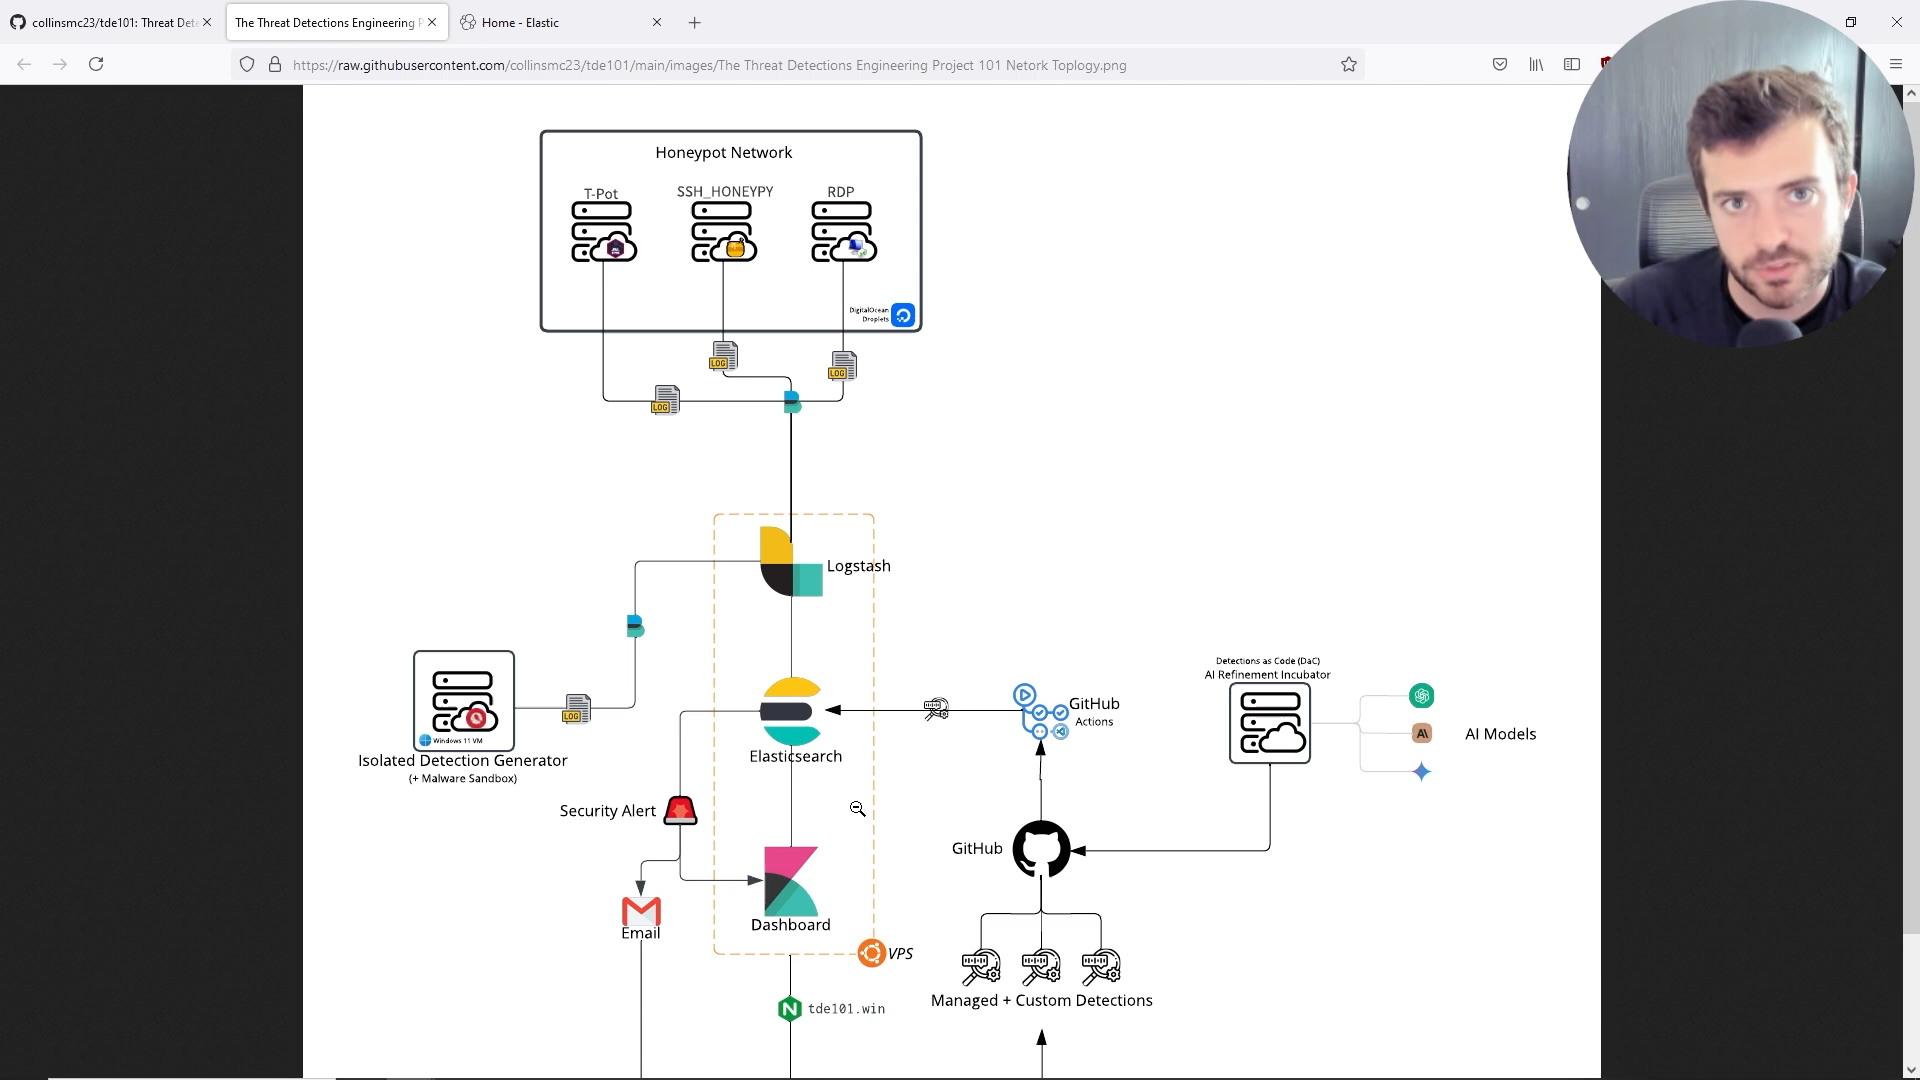 collinsmc23/tde101: Threat Dete
The Threat Detections Engineering P
Home - Elastic
https://raw.githubusercontent.com/collinsmc23/tde101/main/images/The Threat Detections Engineering Project 101 Netork Toplogy.png
Honeypot Network
T-Pot
SSH_HONEYPY
RDP
DigitalOcean
Droplets
LOG
LOG
LOG
Logstash
Detections as Code (DaC)
AI Refinement Incubator
GitHub
Actions
LOG
AI Models
Windows 11 VM
Isolated Detection Generator
(+ Malware Sandbox)
Elasticsearch
Security Alert
GitHub
Dashboard
Email
VPS
Managed + Custom Detections
N
tde101.win